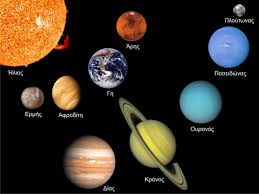 Πλούτωνας
Άρης
Ήλιος
Γη
Ποσειδώνας
Ερμής
Αφροδίτη
Ουρανός
Δίας
Κρόνος